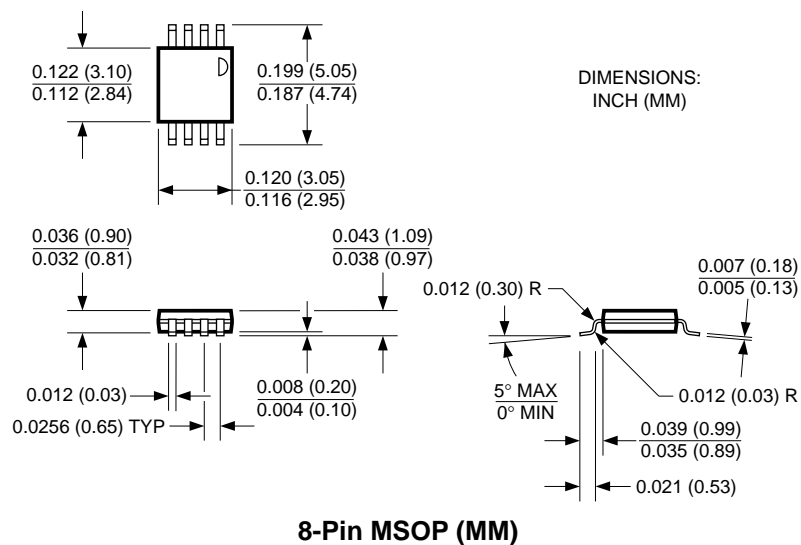 0.122 (3.10)
0.112 (2.84)
0.199 (5.05)
0.187 (4.74)
DIMENSIONS:
INCH (MM)
0.120 (3.05)
0.116 (2.95)
0.036 (0.90)
0.032 (0.81)
0.043 (1.09)
0.038 (0.97)
0.007 (0.18)
0.005 (0.13)
0.012 (0.30) R
0.012 (0.03)
0.008 (0.20)
0.004 (0.10)
5° MAX
0° MIN
0.012 (0.03) R
0.0256 (0.65) TYP
0.039 (0.99)
0.035 (0.89)
0.021 (0.53)
8-Pin MSOP (MM)